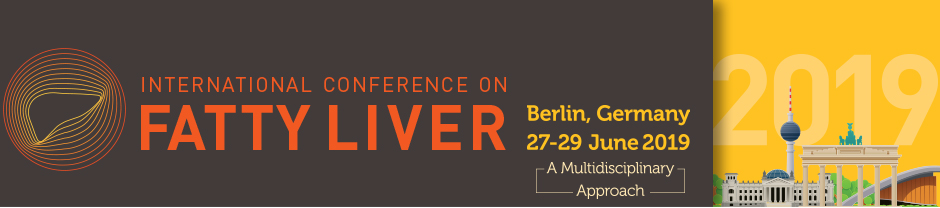 INTERNATIONAL CONFERENCE ON
FATTY LIVER
Berlin, Germany
27-29 June 2019
A Multidisciplinary
Approach
2019